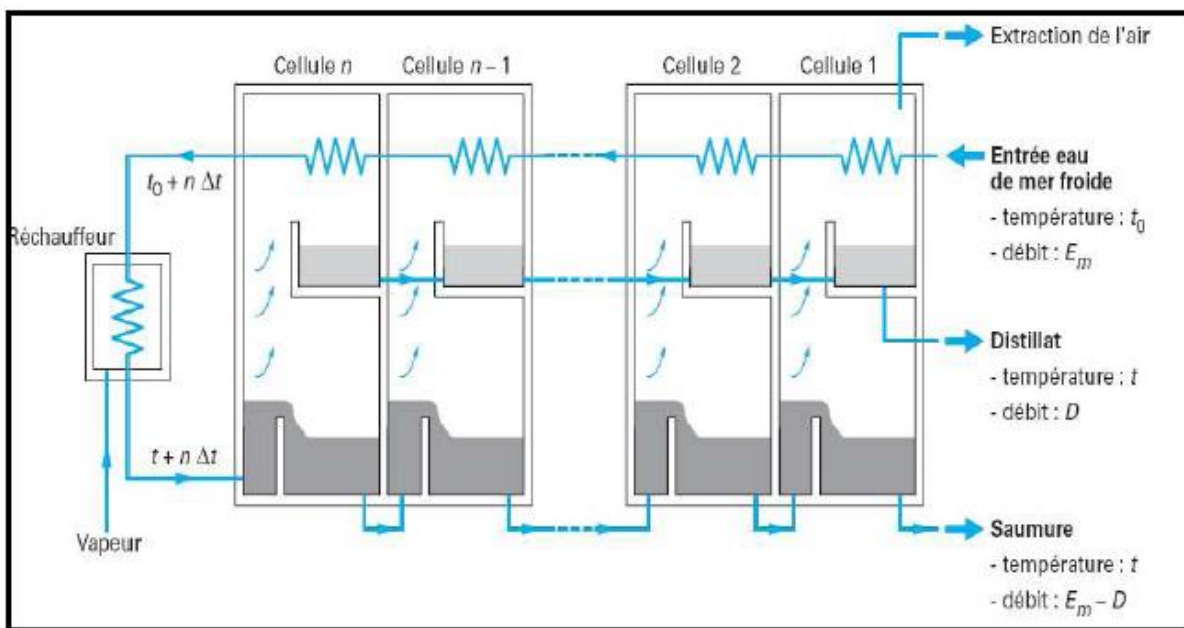 Extraction de l'air
Cellule n
Cellule n – 1
Cellule 2
Cellule 1
Entrée eau
de mer froide
- température : t₀
- débit : Eₘ
t₀ + n Δt
Réchauffeur
Distillat
- température : t
- débit : D
t + n Δt
Vapeur
Saumure
- température : t
- débit : Eₘ – D